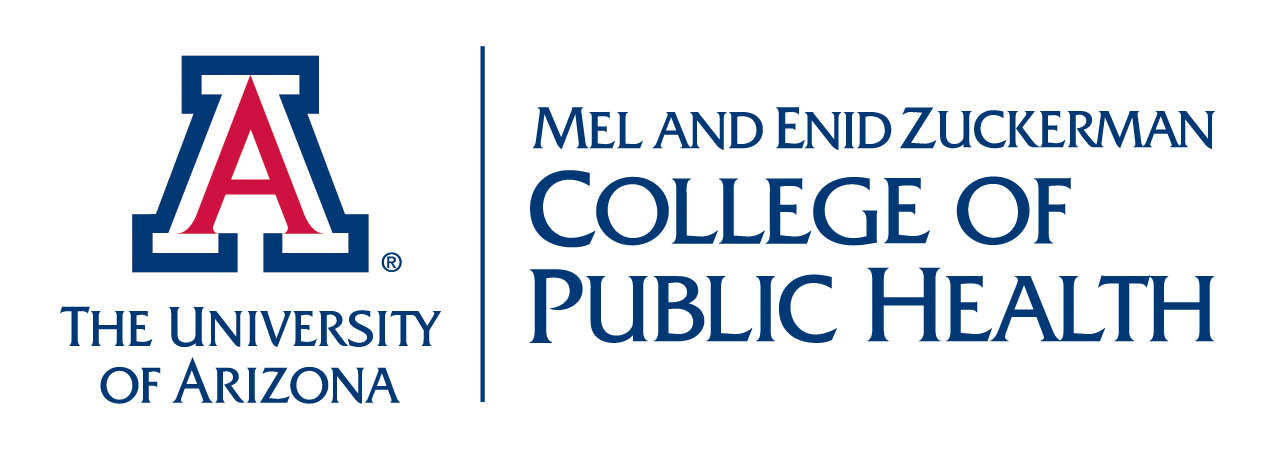 A
®
THE UNIVERSITY
OF ARIZONA
MEL AND ENID ZUCKERMAN
COLLEGE OF
PUBLIC HEALTH